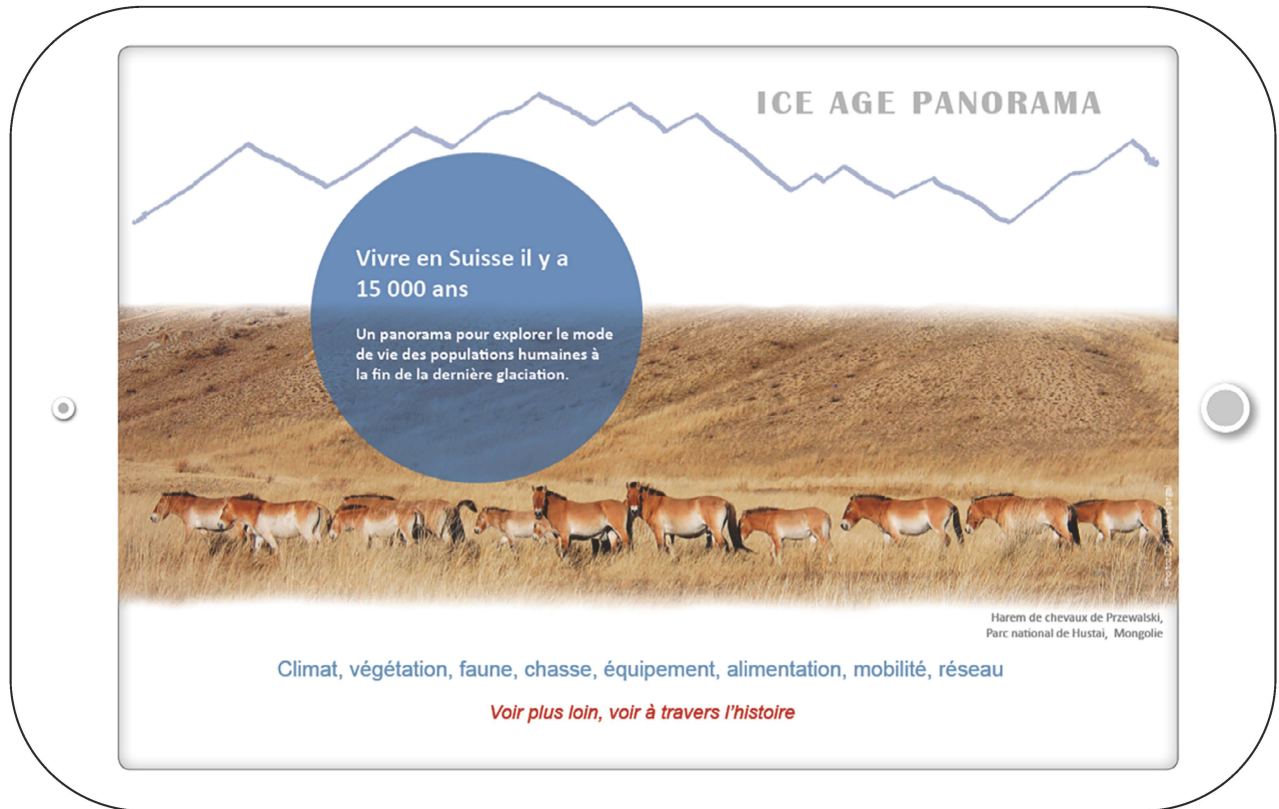 ICE AGE PANORAMA
Vivre en Suisse il y a
15 000 ans
Un panorama pour explorer le mode
de vie des populations humaines à
la fin de la dernière glaciation.
Harem de chevaux de Przewalski,
Parc national de Hustai, Mongolie
Climat, végétation, faune, chasse, équipement, alimentation, mobilité, réseau
Voir plus loin, voir à travers l’histoire